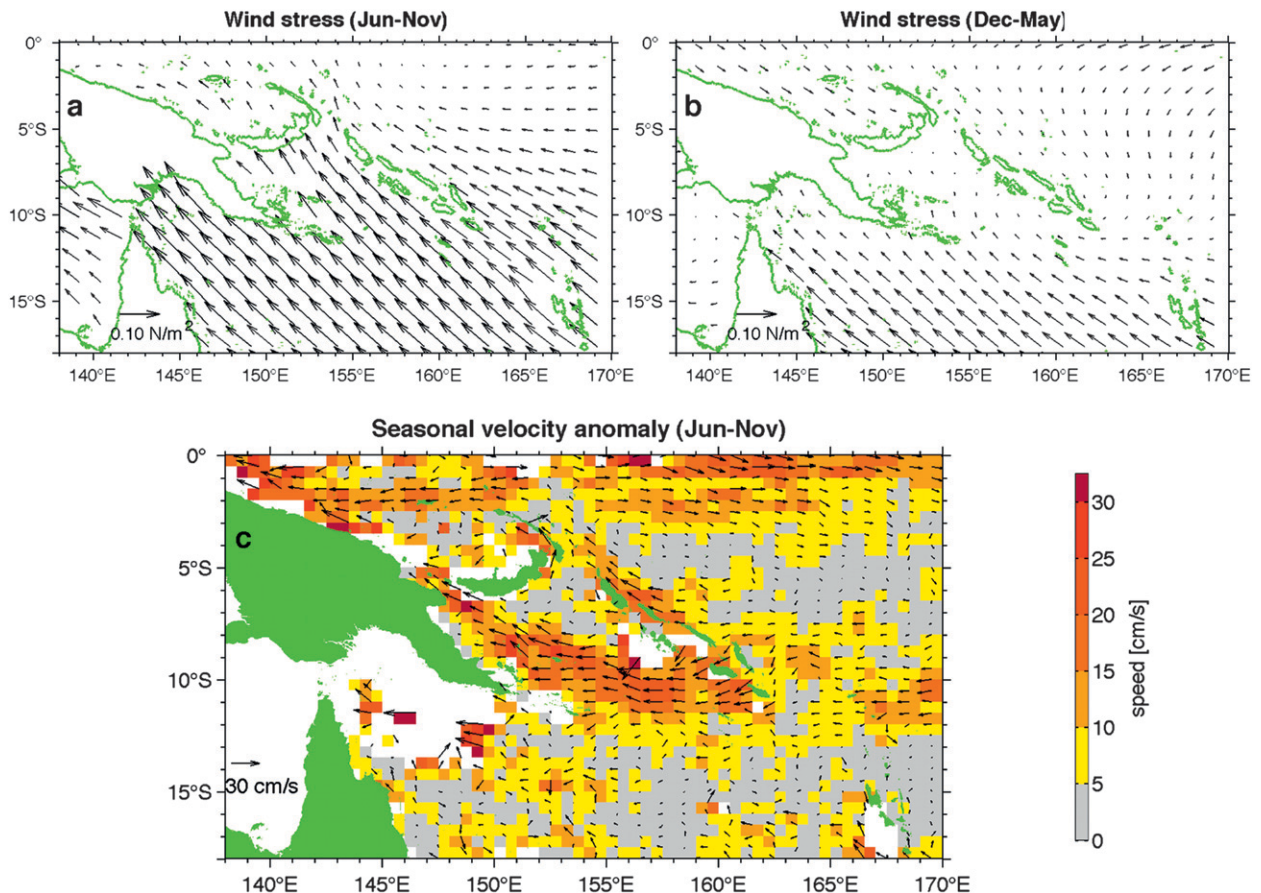 Wind stress (Jun-Nov)
Wind stress (Dec-May)
0°
5°S
10°S
15°S
a
0.10 N/m²
140°E 145°E 150°E 155°E 160°E 165°E 170°E
0°
5°S
10°S
15°S
b
0.10 N/m²
140°E 145°E 150°E 155°E 160°E 165°E 170°E
Seasonal velocity anomaly (Jun-Nov)
0°
5°S
10°S
15°S
c
30 cm/s
140°E 145°E 150°E 155°E 160°E 165°E 170°E
30
25
20
15
10
5
0
speed [cm/s]